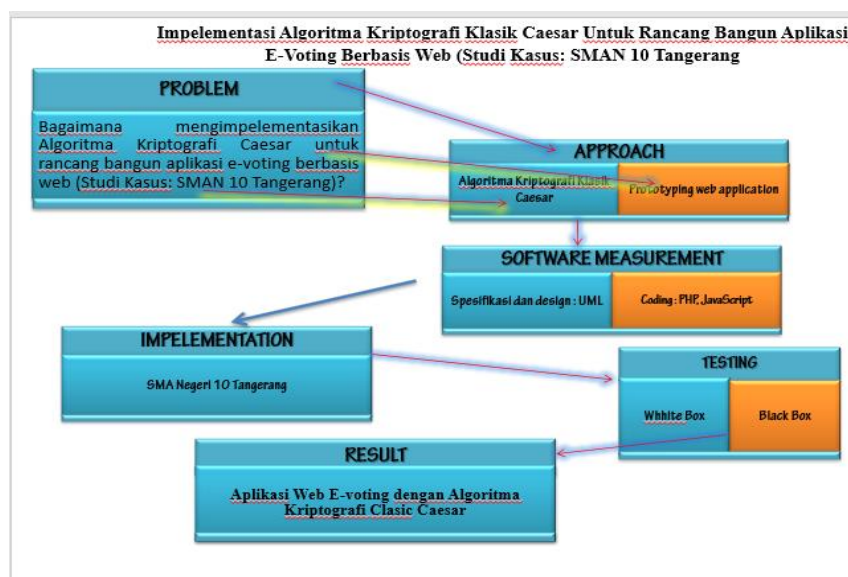 Impelementasi Algoritma Kriptografi Klasik Caesar Untuk Rancang Bangun Aplikasi
E-Voting Berbasis Web (Studi Kasus: SMAN 10 Tangerang
PROBLEM
Bagaimana mengimpelementasikan
Algoritma Kriptografi Caesar untuk
rancang bangun aplikasi e-voting berbasis
web (Studi Kasus: SMAN 10 Tangerang)?
APPROACH
Algoritma Kriptografi Klasik
Caesar
Prototyping web application
SOFTWARE MEASUREMENT
Spesifikasi dan design : UML
Coding : PHP, JavaScript
IMPELEMENTATION
SMA Negeri 10 Tangerang
TESTING
Whhite Box
Black Box
RESULT
Aplikasi Web E-voting dengan Algoritma
Kriptografi Clasic Caesar